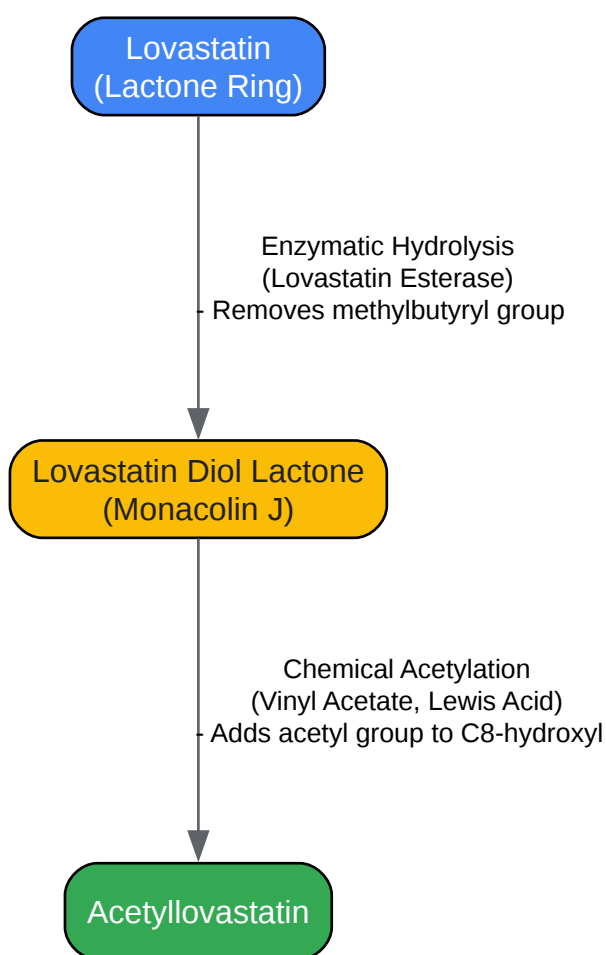 Lovastatin
(Lactone Ring)
Enzymatic Hydrolysis
(Lovastatin Esterase)
- Removes methylbutyryl group
Lovastatin Diol Lactone
(Monacolin J)
Chemical Acetylation
(Vinyl Acetate, Lewis Acid)
- Adds acetyl group to C8-hydroxyl
Acetyllovastatin